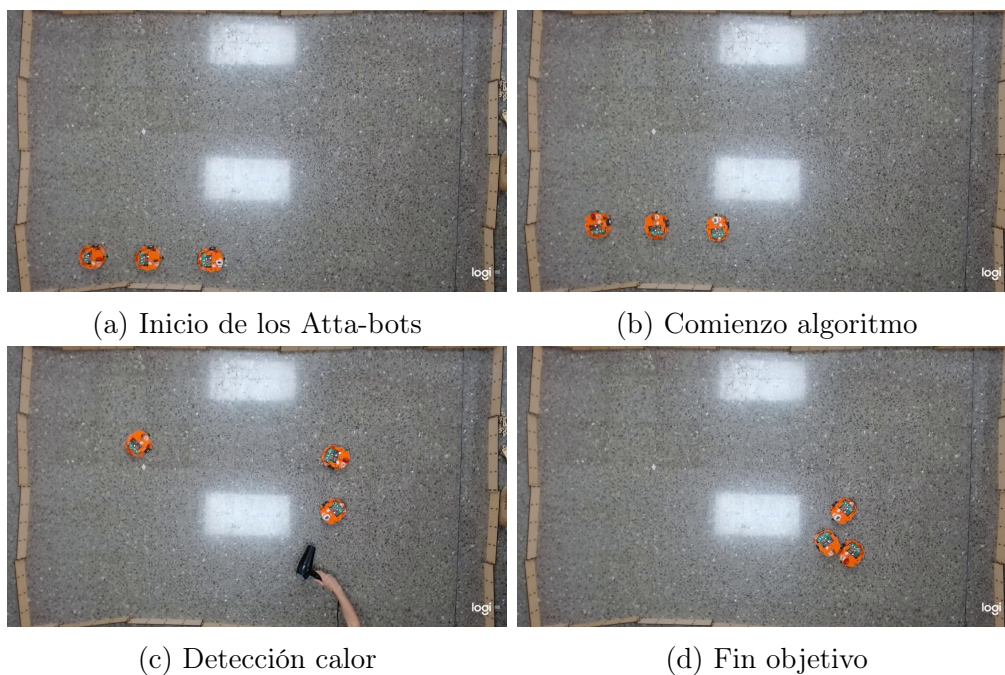 logi
logi
(a) Inicio de los Atta-bots
(b) Comienzo algoritmo
logi
logi
(c) Detección calor
(d) Fin objetivo